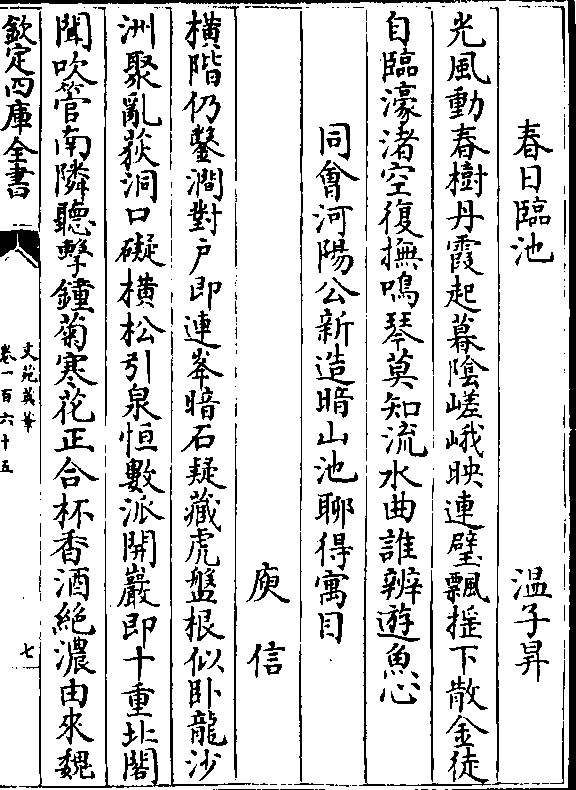 春日臨池　温子昇
光風動春樹丹霞起暮隂嵯峨映連璧飄揺下散金徒
自臨濠渚空復撫鳴琴莫知流水曲誰辨遊魚心
同會河陽公新造暗山池聊得寓目
庾信
橫階仍鑿澗對户即連峯暗石疑藏虎盤根似卧龍沙
洲聚亂荻洞口礙橫松引泉恒數派開巖即十重北閣
聞吹管南隣聽擊鐘菊寒花正合杯香酒絶濃由來魏
欽定四庫全書
文苑英華
卷一百六十五
七